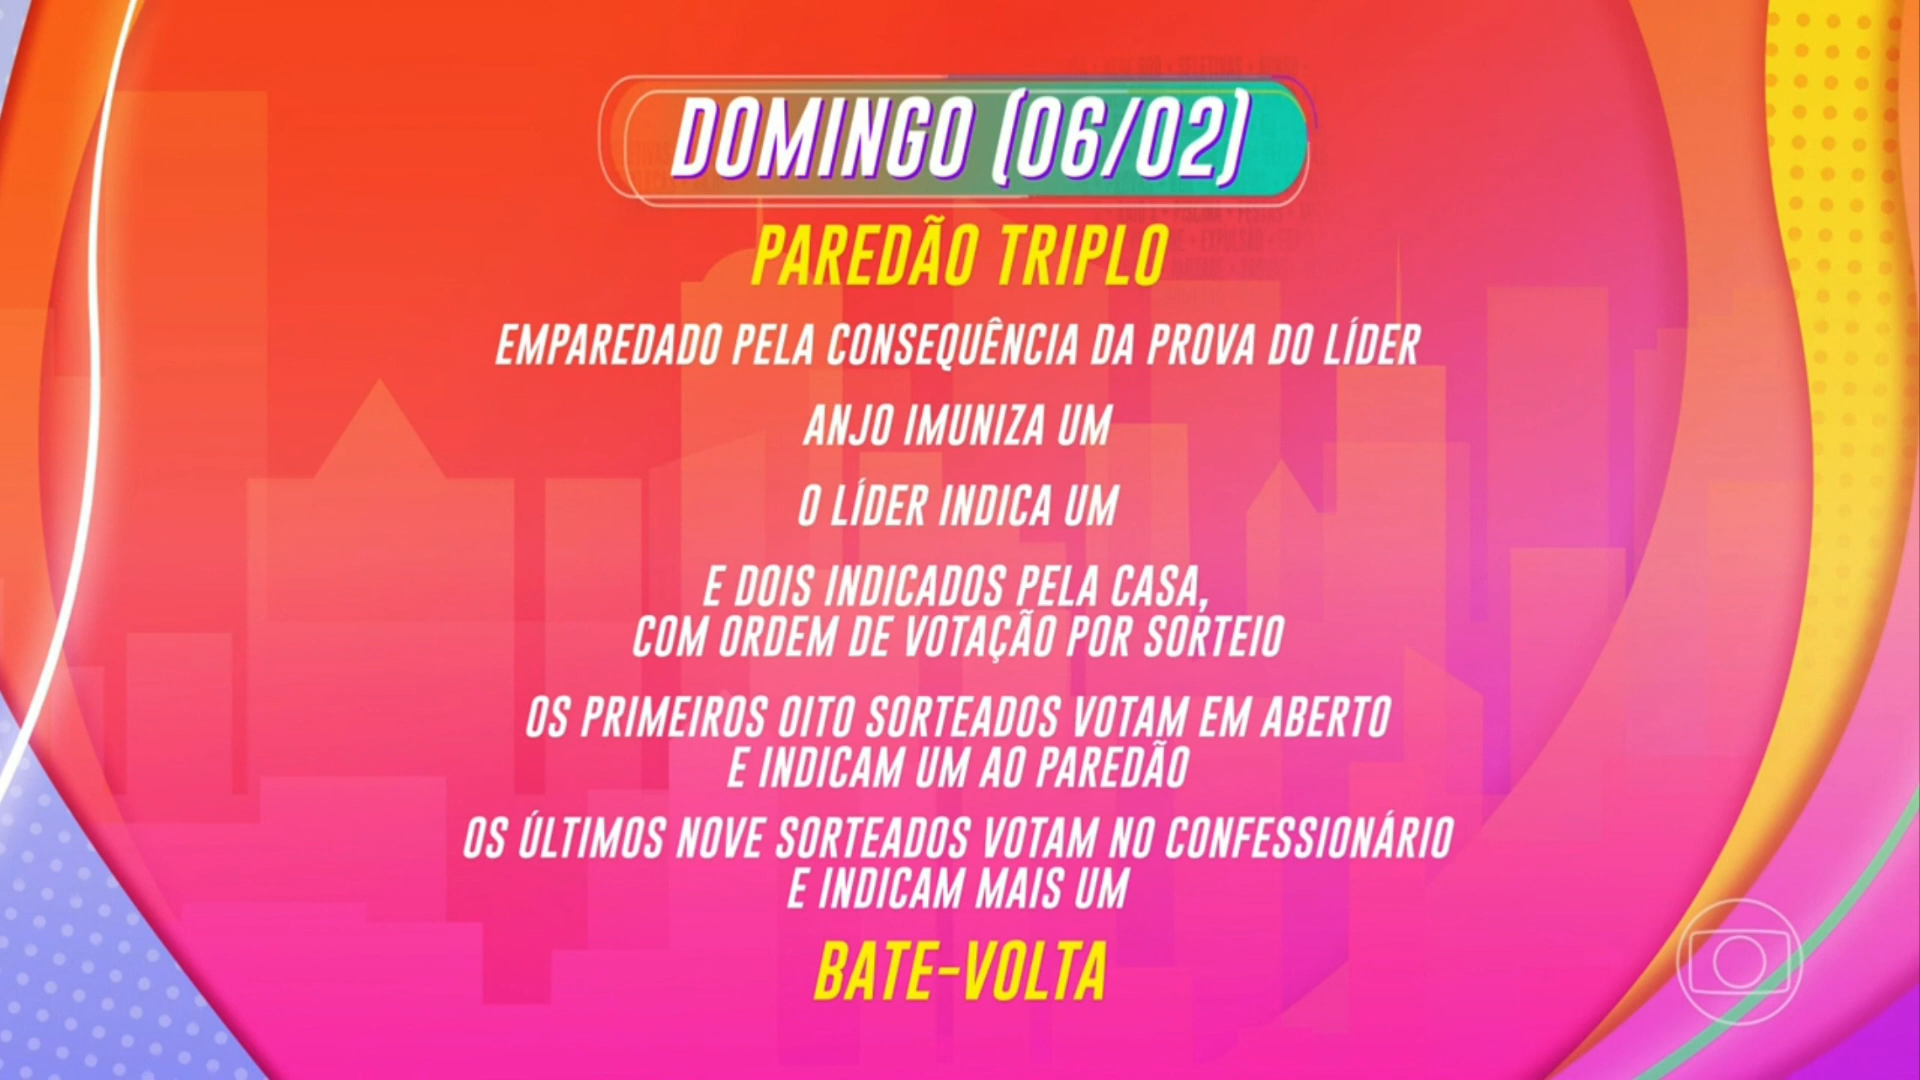 DOMINGO (06/02)
PAREDÃO TRIPLO
EMPAREDADO PELA CONSEQUÊNCIA DA PROVA DO LÍDER
ANJO IMUNIZA UM
O LÍDER INDICA UM
E DOIS INDICADOS PELA CASA,
COM ORDEM DE VOTAÇÃO POR SORTEIO
OS PRIMEIROS OITO SORTEADOS VOTAM EM ABERTO
E INDICAM UM AO PAREDÃO
OS ÚLTIMOS NOVE SORTEADOS VOTAM NO CONFESSIONÁRIO
E INDICAM MAIS UM
BATE-VOLTA